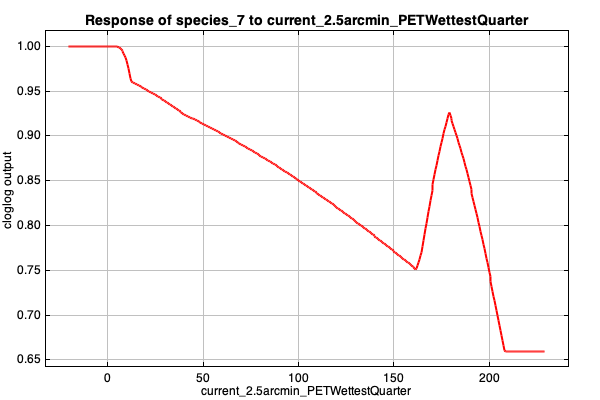 Response of species_7 to current_2.5arcmin_PETWettestQuarter
1.00
0.95
0.90
0.85
0.80
0.75
0.70
0.65
cloglog output
0 50 100 150 200
current_2.5arcmin_PETWettestQuarter